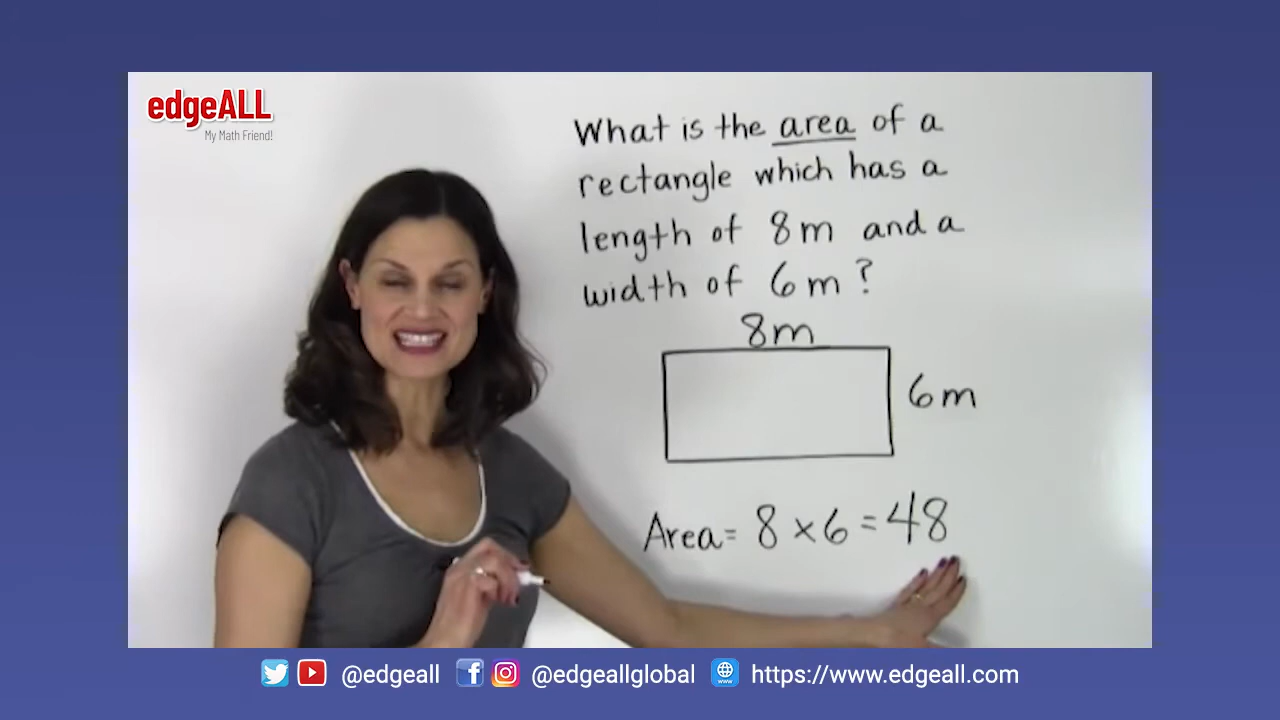 edgeALL
My Math Friend!
What is the area of a
rectangle which has a
length of 8m and a
width of 6m?
8m
6m
Area= 8 x 6 = 48
www
@edgeall
@edgeallglobal
https://www.edgeall.com